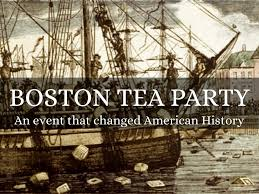 BOSTON TEA PARTY
An event that changed American History